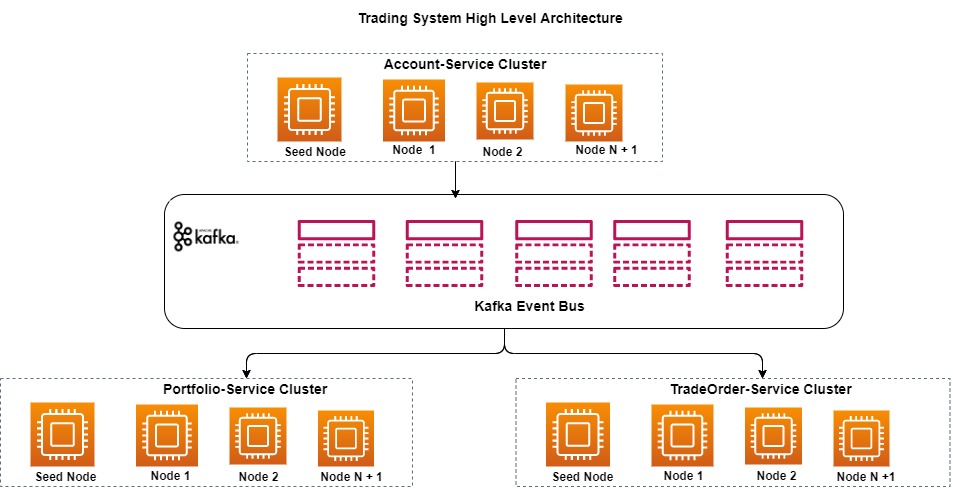 Trading System High Level Architecture
Account-Service Cluster
Seed Node
Node 1
Node 2
Node N + 1
kafka
Kafka Event Bus
Portfolio-Service Cluster
Seed Node
Node 1
Node 2
Node N + 1
TradeOrder-Service Cluster
Seed Node
Node 1
Node 2
Node N +1